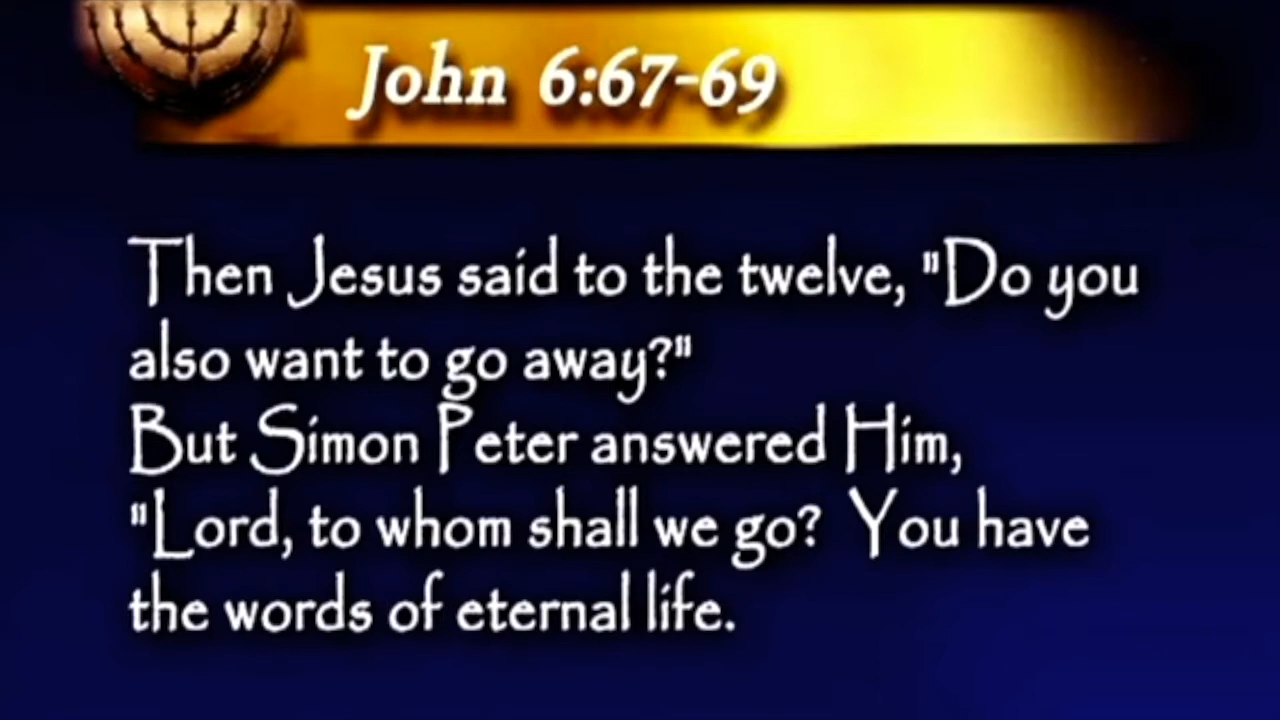 John 6:67-69
Then Jesus said to the twelve, "Do you
also want to go away?"
But Simon Peter answered Him,
"Lord, to whom shall we go?  You have
the words of eternal life.